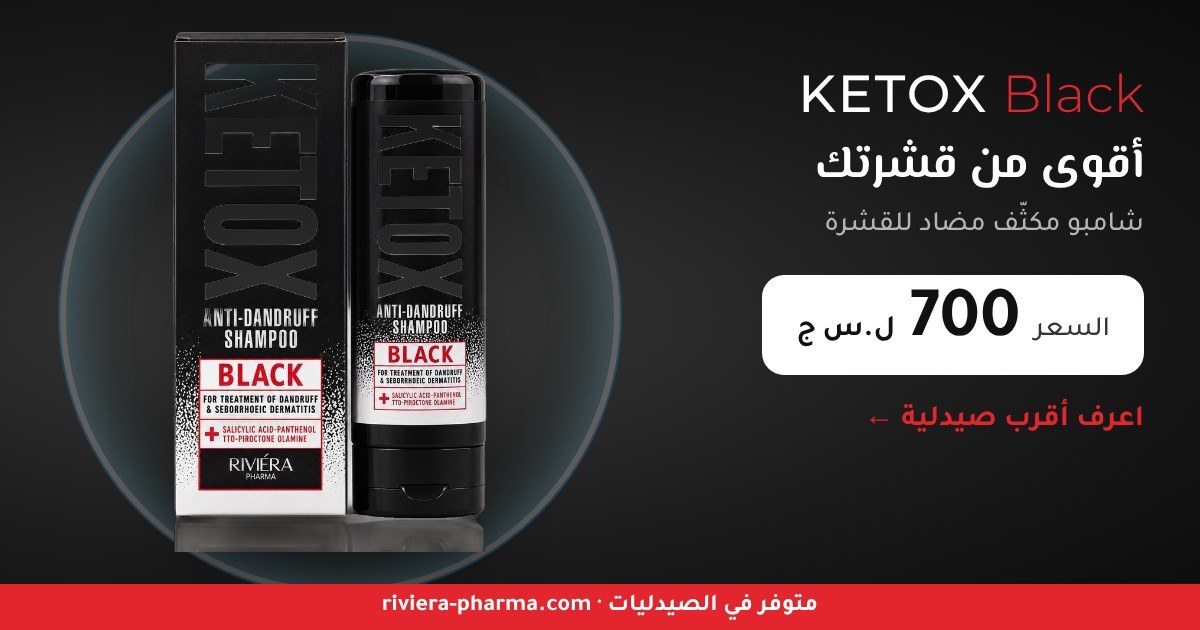 KETOX Black
أقوى من قشرتك
شامبو مكثّف مضاد للقشرة
السعر 700 ل.س ج
اعرف أقرب صيدلية ←
KETOX
ANTI-DANDRUFF
SHAMPOO
BLACK
FOR TREATMENT OF DANDRUFF
& SEBORRHOEIC DERMATITIS
SALICYLIC ACID-PANTHENOL
TTO-PIROCTONE OLAMINE
RIVIÉRA
PHARMA
KETOX
ANTI-DANDRUFF
SHAMPOO
BLACK
FOR TREATMENT OF DANDRUFF
& SEBORRHOEIC DERMATITIS
SALICYLIC ACID-PANTHENOL
TTO-PIROCTONE OLAMINE
متوفر في الصيدليات · riviera-pharma.com